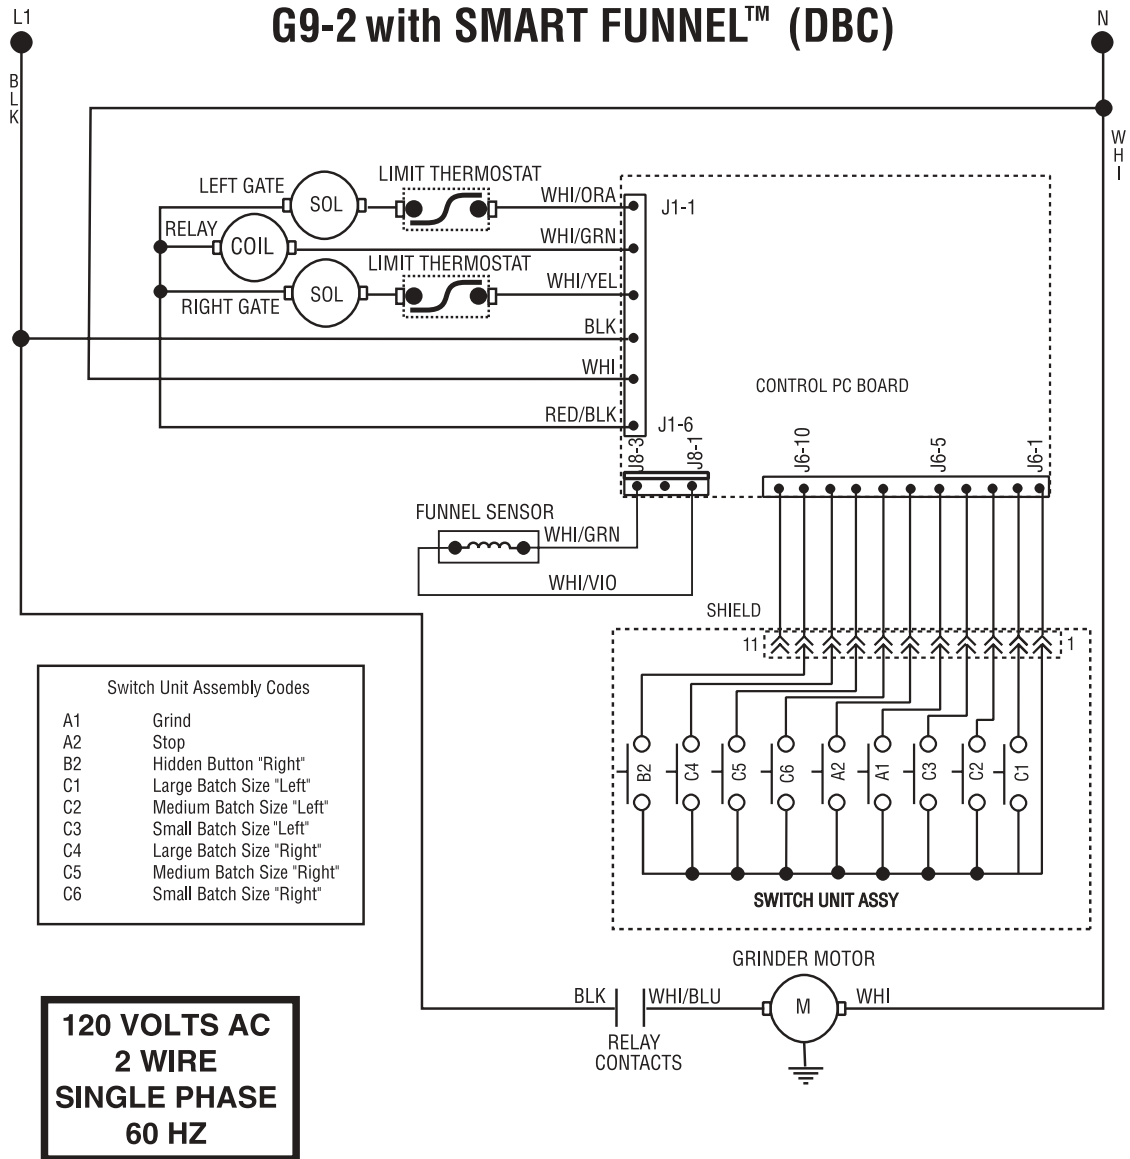 G9-2 with SMART FUNNEL™ (DBC)
L1
N
BLK
WHI
LEFT GATE
SOL
LIMIT THERMOSTAT
WHI/ORA
J1-1
RELAY
COIL
WHI/GRN
LIMIT THERMOSTAT
RIGHT GATE
SOL
WHI/YEL
BLK
WHI
CONTROL PC BOARD
RED/BLK
J1-6
J8-3
J8-1
J6-10
J6-5
J6-1
FUNNEL SENSOR
WHI/GRN
WHI/VIO
SHIELD
11
1
Switch Unit Assembly Codes
A1 Grind
A2 Stop
B2 Hidden Button "Right"
C1 Large Batch Size "Left"
C2 Medium Batch Size "Left"
C3 Small Batch Size "Left"
C4 Large Batch Size "Right"
C5 Medium Batch Size "Right"
C6 Small Batch Size "Right"
B2
C4
C5
C6
A2
A1
C3
C2
C1
SWITCH UNIT ASSY
GRINDER MOTOR
BLK
WHI/BLU
M
WHI
RELAY
CONTACTS
120 VOLTS AC
2 WIRE
SINGLE PHASE
60 HZ